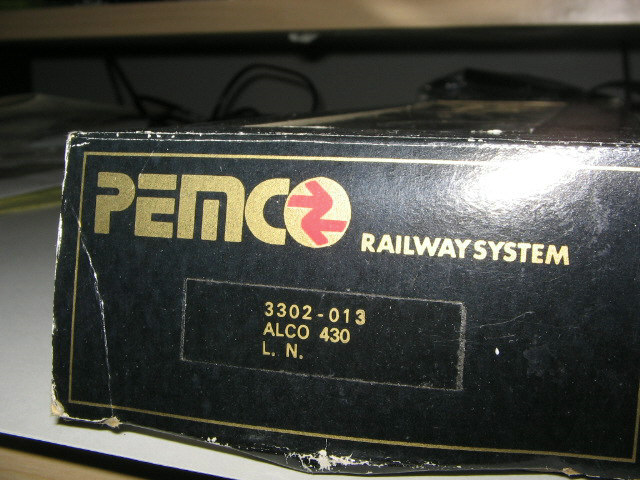 PEMCO
RAILWAY SYSTEM
3302-013
ALCO 430
L. N.